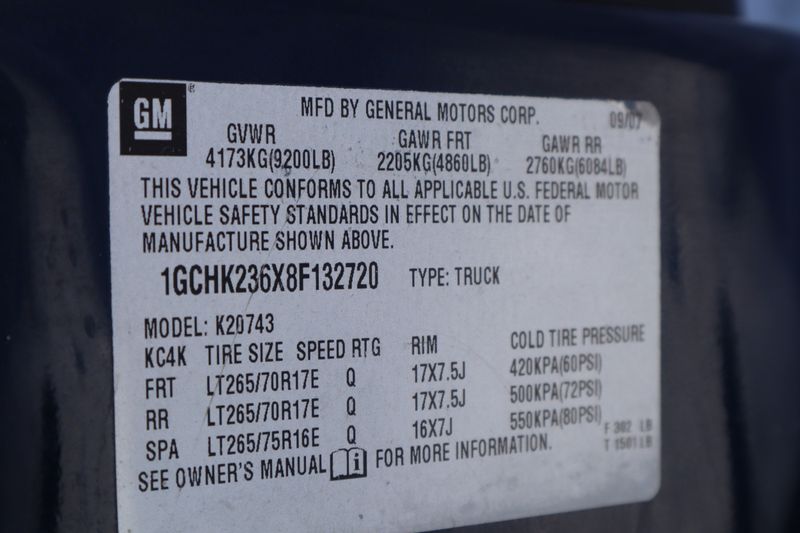 GM
MFD BY GENERAL MOTORS CORP. 09/07
GVWR GAWR FRT GAWR RR
4173KG(9200LB) 2205KG(4860LB) 2760KG(6084LB)
THIS VEHICLE CONFORMS TO ALL APPLICABLE U.S. FEDERAL MOTOR
VEHICLE SAFETY STANDARDS IN EFFECT ON THE DATE OF
MANUFACTURE SHOWN ABOVE.
1GCHK236X8F132720 TYPE: TRUCK
MODEL: K20743
KC4K TIRE SIZE SPEED RTG RIM COLD TIRE PRESSURE
FRT LT265/70R17E Q 17X7.5J 420KPA(60PSI)
RR LT265/70R17E Q 17X7.5J 500KPA(72PSI)
SPA LT265/75R16E Q 16X7J 550KPA(80PSI)
F 302 LB
T 1501 LB
SEE OWNER'S MANUAL i FOR MORE INFORMATION.